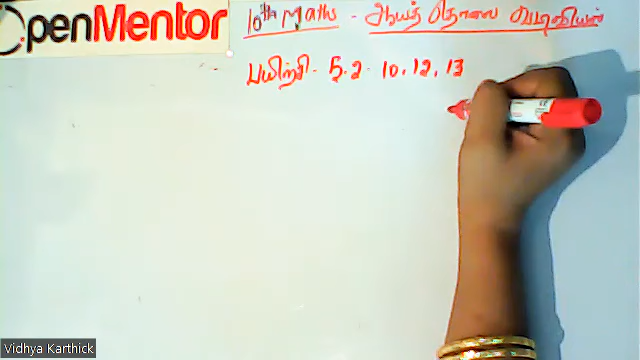 OpenMentor
10th Maths - ஆயத் தொலை வடிவியல்
பயிற்சி - 5.2 - 10, 12, 13
Vidhya Karthick